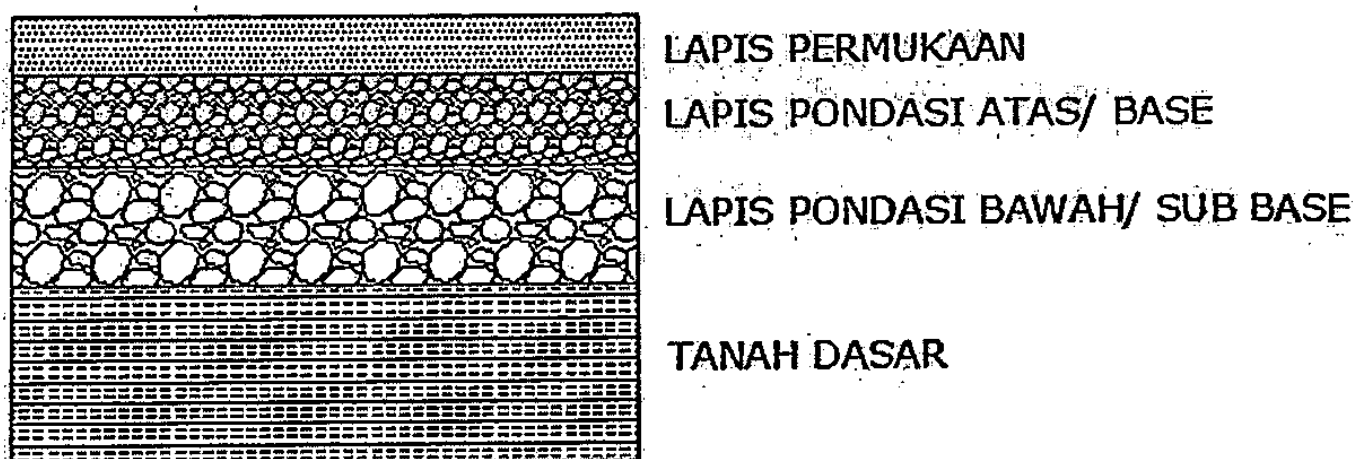 LAPIS PERMUKAAN
LAPIS PONDASI ATAS/ BASE
LAPIS PONDASI BAWAH/ SUB BASE
TANAH DASAR